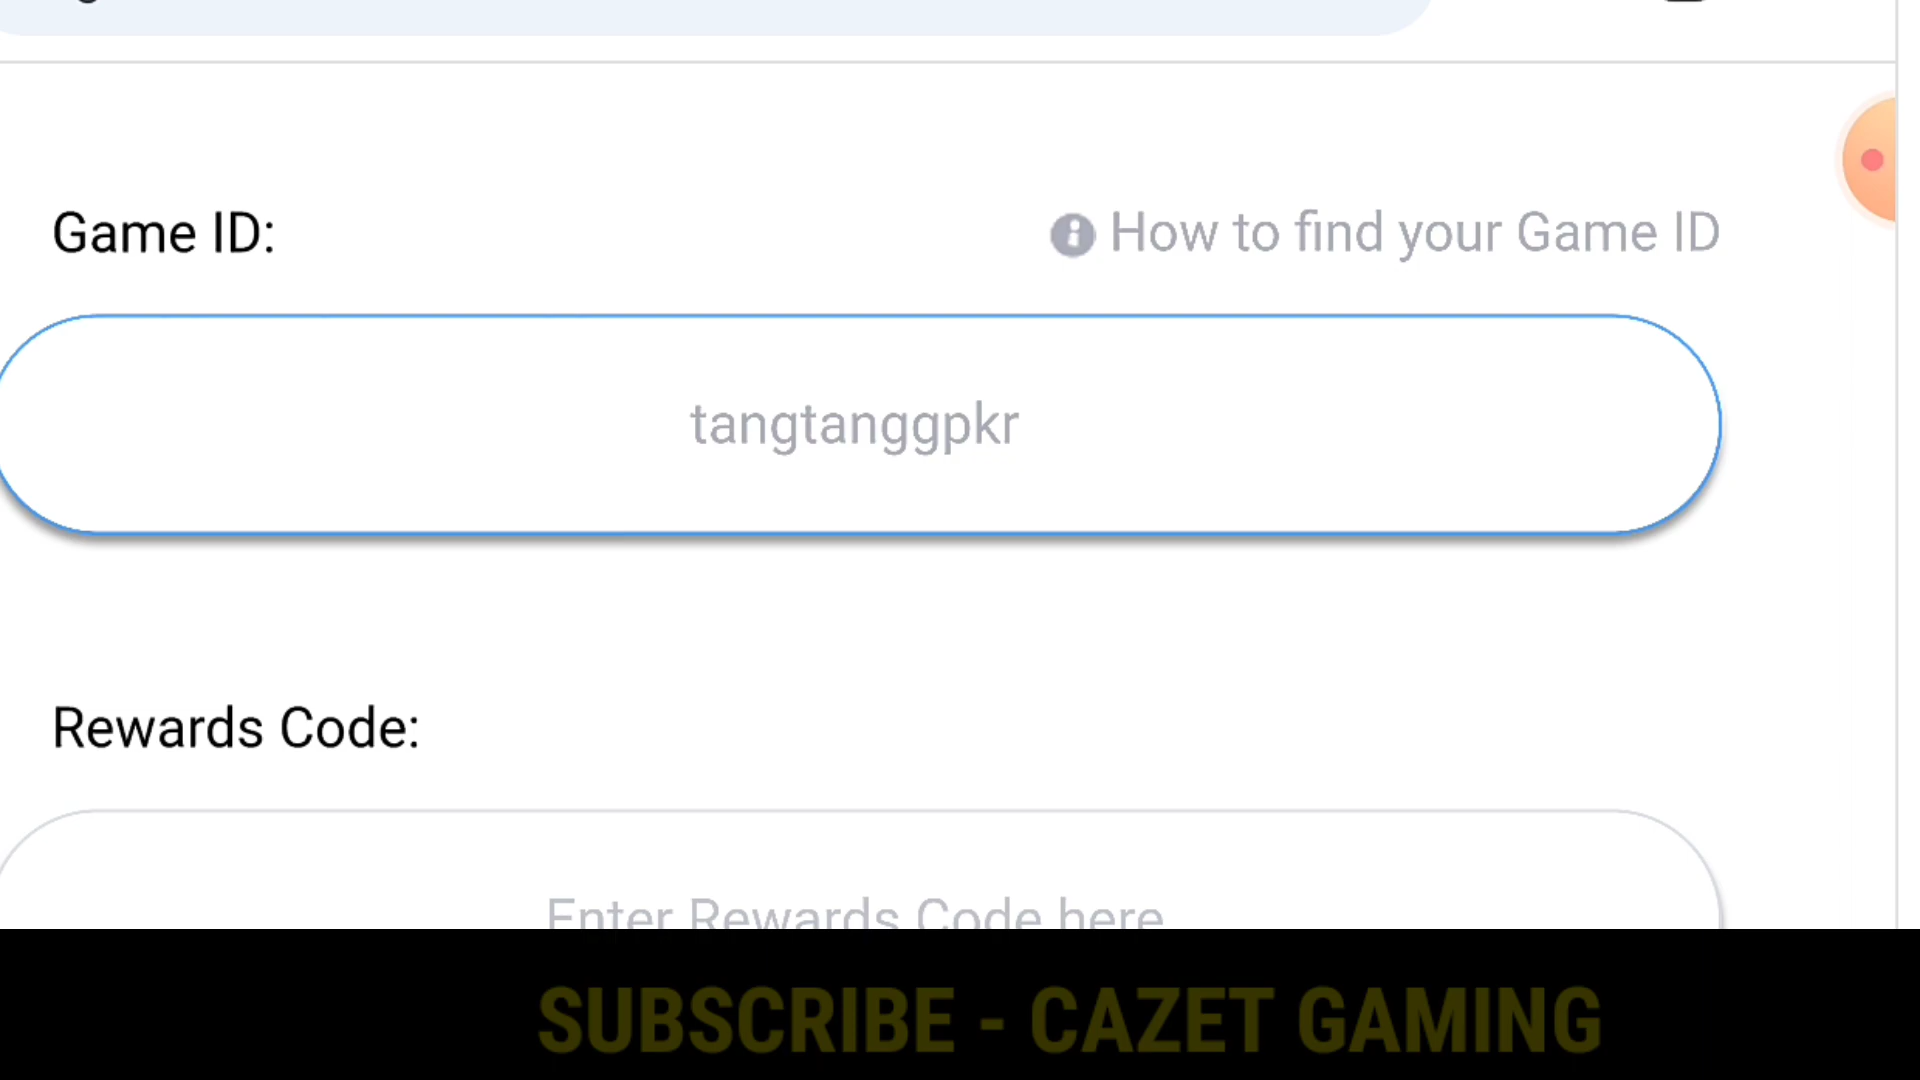 Game ID:
How to find your Game ID
tangtanggpkr
Rewards Code:
Enter Rewards Code here
SUBSCRIBE - CAZET GAMING